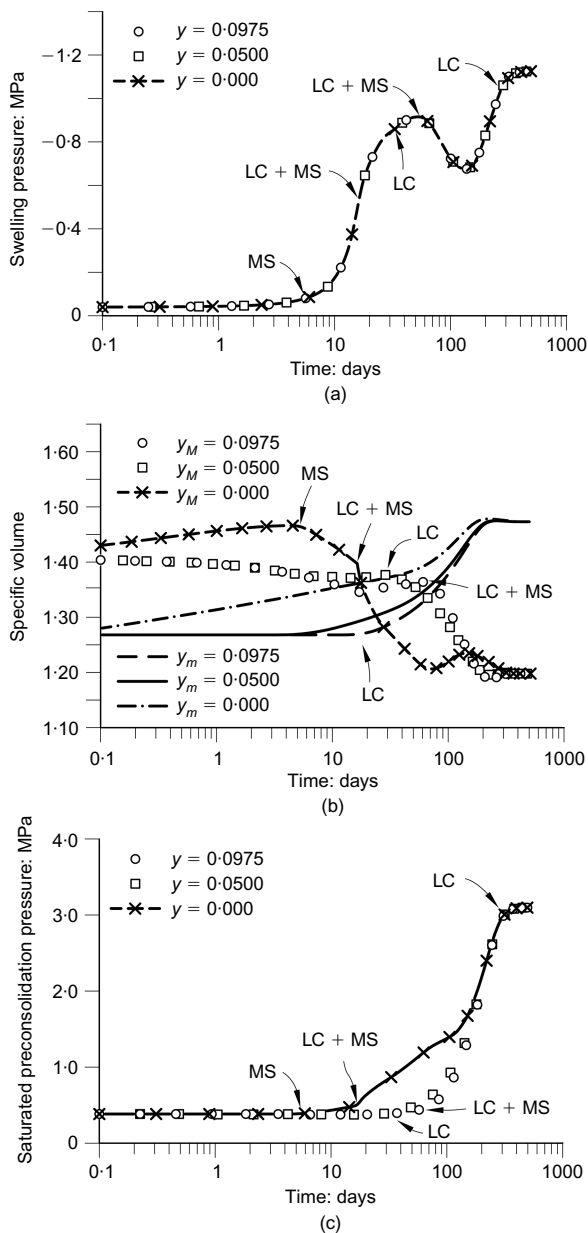 y = 0·0975
y = 0·0500
y = 0·000
Swelling pressure: MPa
−1·2
−0·8
−0·4
0
LC
LC + MS
LC + MS
LC
MS
0·1
1
10
100
1000
Time: days
(a)
yM = 0·0975
yM = 0·0500
yM = 0·000
Specific volume
1·60
1·50
1·40
1·30
1·20
1·10
MS
LC + MS
LC
LC + MS
LC
ym = 0·0975
ym = 0·0500
ym = 0·000
0·1
1
10
100
1000
Time: days
(b)
y = 0·0975
y = 0·0500
y = 0·000
Saturated preconsolidation pressure: MPa
4·0
3·0
2·0
1·0
0
LC
LC + MS
MS
LC + MS
LC
0·1
1
10
100
1000
Time: days
(c)